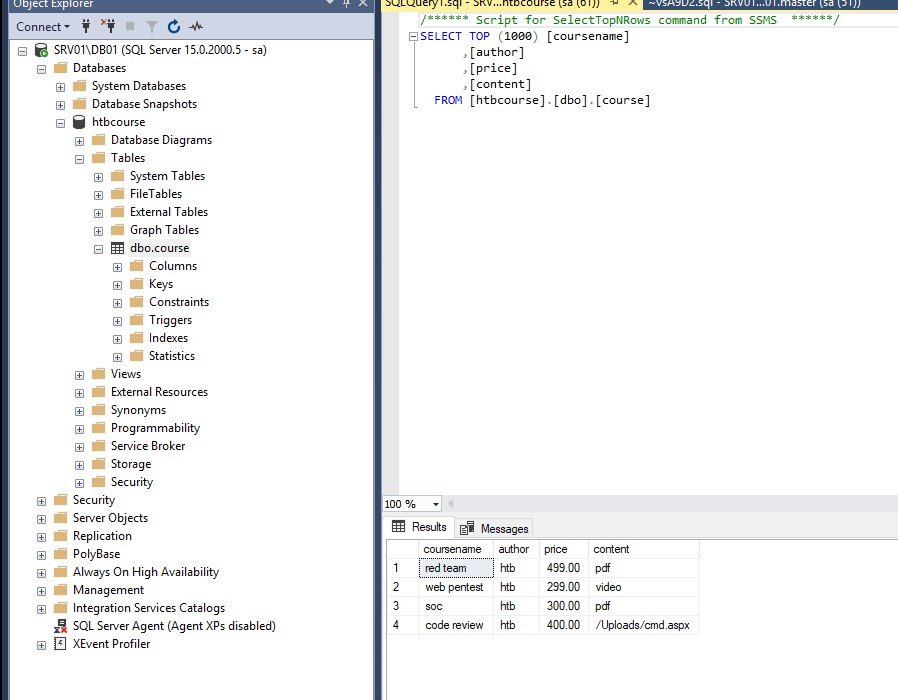 Object Explorer
Connect
SRV01\DB01 (SQL Server 15.0.2000.5 - sa)
Databases
System Databases
Database Snapshots
htbcourse
Database Diagrams
Tables
System Tables
FileTables
External Tables
Graph Tables
dbo.course
Columns
Keys
Constraints
Triggers
Indexes
Statistics
Views
External Resources
Synonyms
Programmability
Service Broker
Storage
Security
Security
Server Objects
Replication
PolyBase
Always On High Availability
Management
Integration Services Catalogs
SQL Server Agent (Agent XPs disabled)
XEvent Profiler
SQLQuery1.sql - SRV...htbcourse (sa (61))
~vsA9D2.sql - SRV01...01.master (sa (51))
/****** Script for SelectTopNRows command from SSMS  ******/
SELECT TOP (1000) [coursename]
,[author]
,[price]
,[content]
FROM [htbcourse].[dbo].[course]
100 %
Results Messages
coursename author price content
1 red team htb 499.00 pdf
2 web pentest htb 299.00 video
3 soc htb 300.00 pdf
4 code review htb 400.00 /Uploads/cmd.aspx